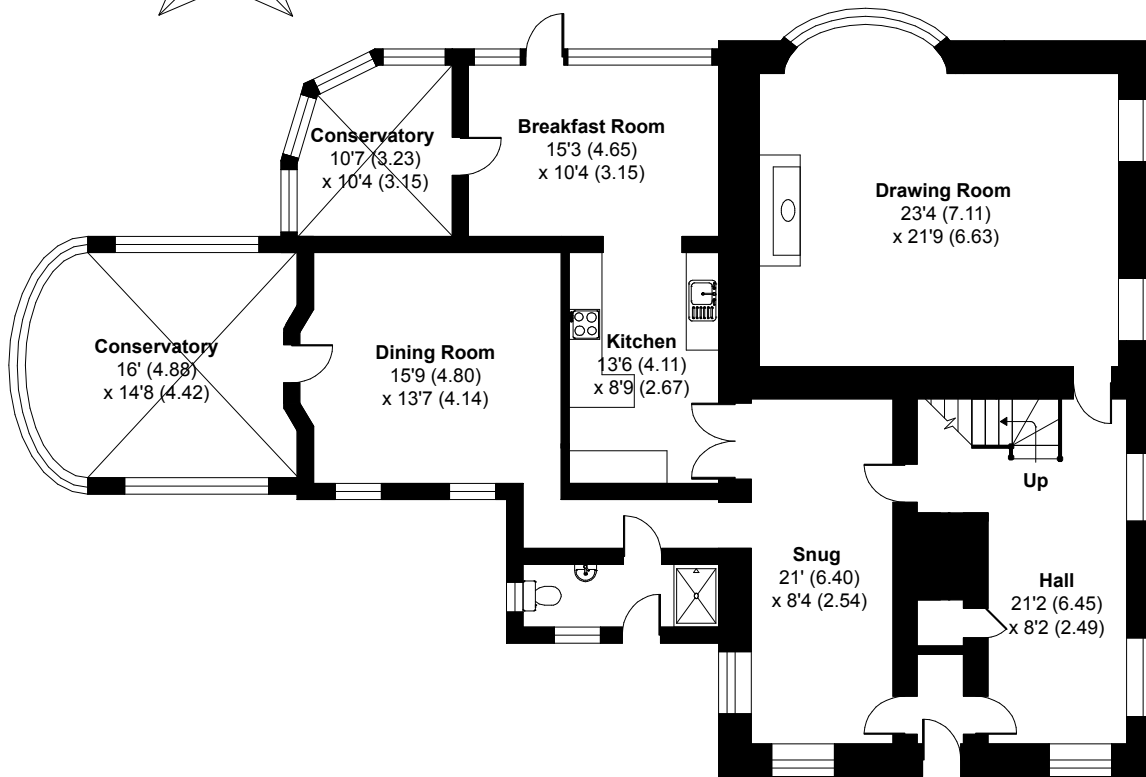 Conservatory
10'7 (3.23)
x 10'4 (3.15)
Breakfast Room
15'3 (4.65)
x 10'4 (3.15)
Drawing Room
23'4 (7.11)
x 21'9 (6.63)
Conservatory
16' (4.88)
x 14'8 (4.42)
Dining Room
15'9 (4.80)
x 13'7 (4.14)
Kitchen
13'6 (4.11)
x 8'9 (2.67)
Up
Snug
21' (6.40)
x 8'4 (2.54)
Hall
21'2 (6.45)
x 8'2 (2.49)